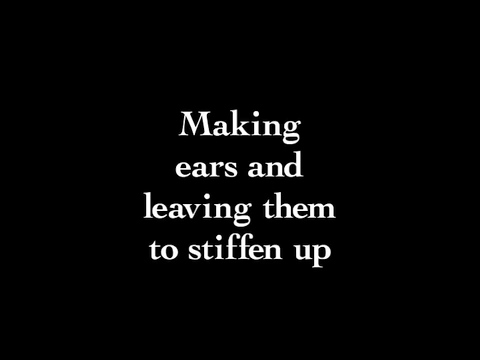 Making
ears and
leaving them
to stiffen up